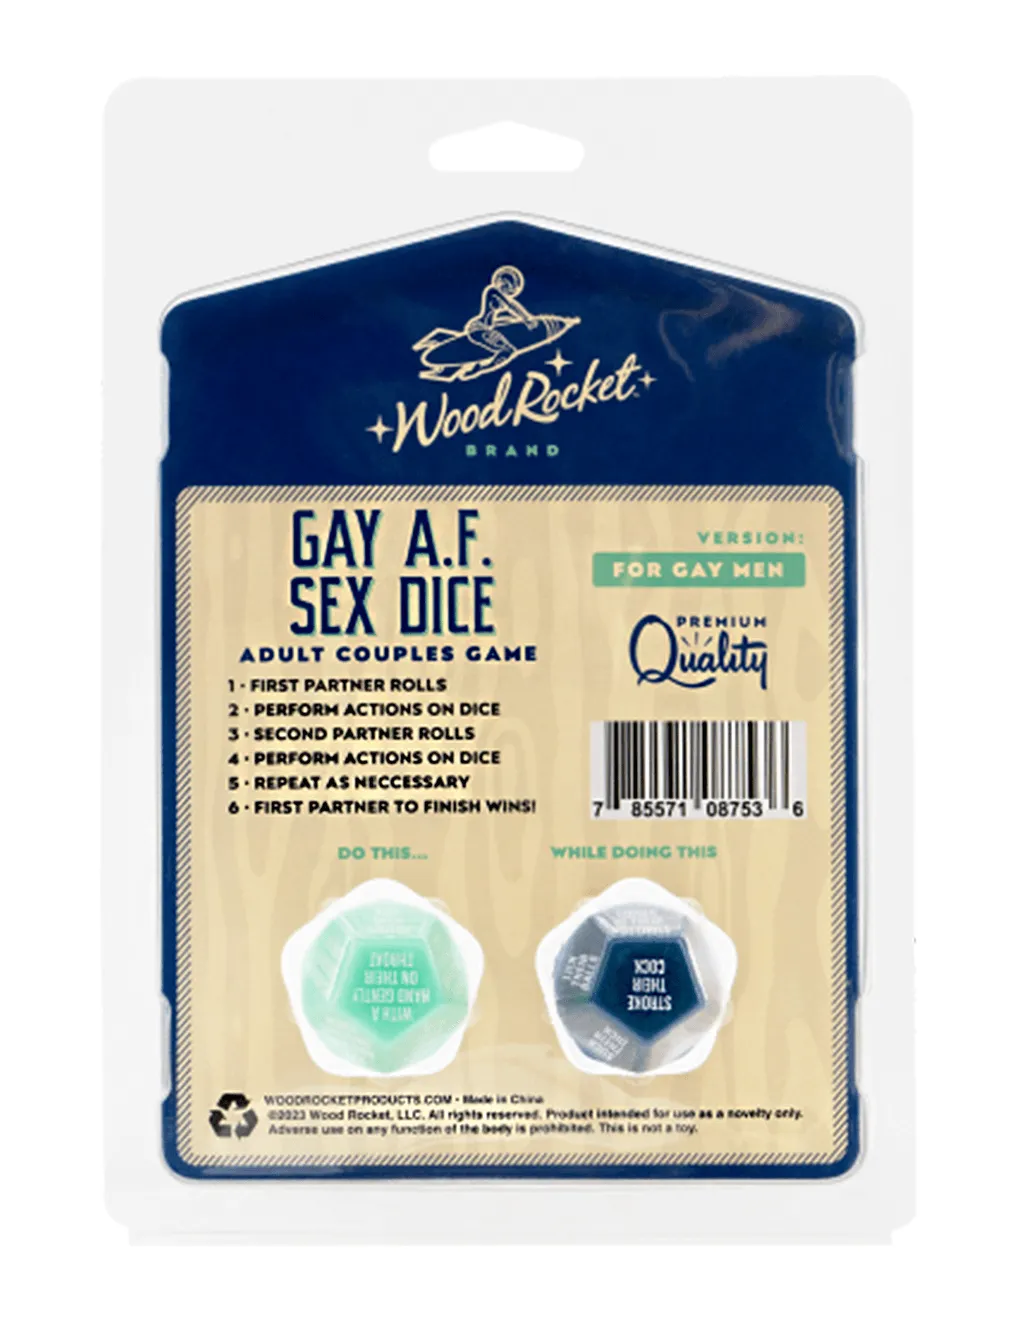 Wood Rocket
BRAND
GAY A.F.
SEX DICE
ADULT COUPLES GAME
1 • FIRST PARTNER ROLLS
2 • PERFORM ACTIONS ON DICE
3 • SECOND PARTNER ROLLS
4 • PERFORM ACTIONS ON DICE
5 • REPEAT AS NECCESSARY
6 • FIRST PARTNER TO FINISH WINS!
VERSION:
FOR GAY MEN
PREMIUM
Quality
7 85571 08753 6
DO THIS...
WHILE DOING THIS
WITH A
HAND GENTLY
ON THEIR
THROAT
STROKE
THEIR
COCK
WOODROCKETPRODUCTS.COM • Made in China
©2023 Wood Rocket, LLC. All rights reserved. Product intended for use as a novelty only.
Adverse use on any function of the body is prohibited. This is not a toy.